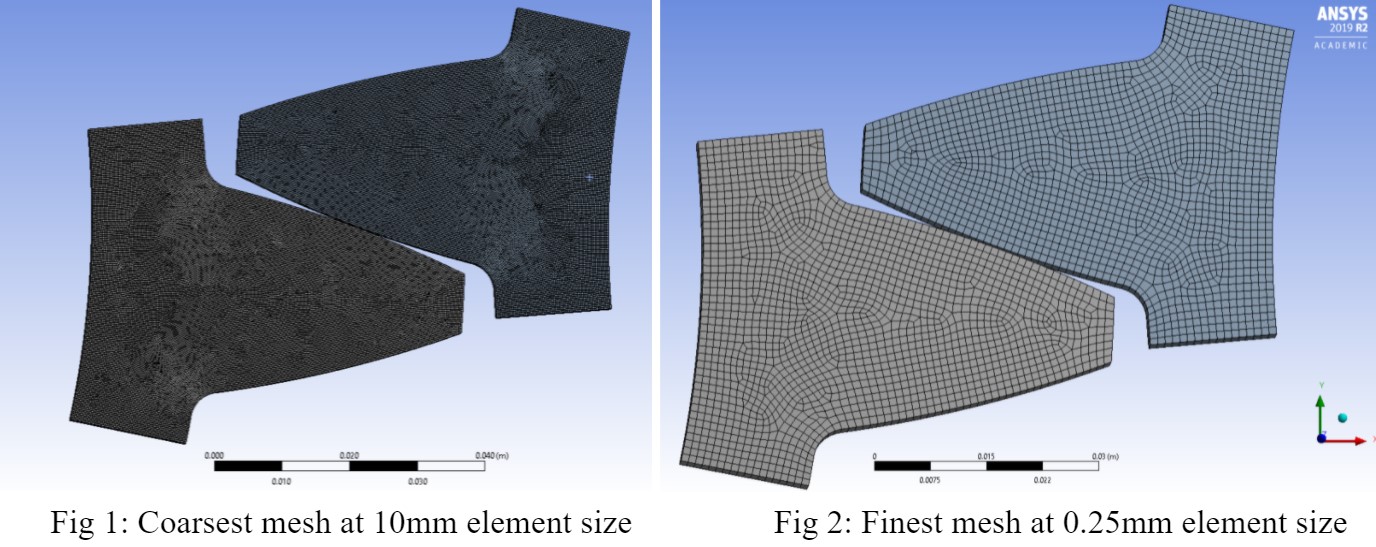 ANSYS
2019 R2
ACADEMIC
0.000 0.020 0.040 (m)
0.010 0.030
0 0.015 0.03 (m)
0.0075 0.022
Y
X
Z
Fig 1: Coarsest mesh at 10mm element size
Fig 2: Finest mesh at 0.25mm element size